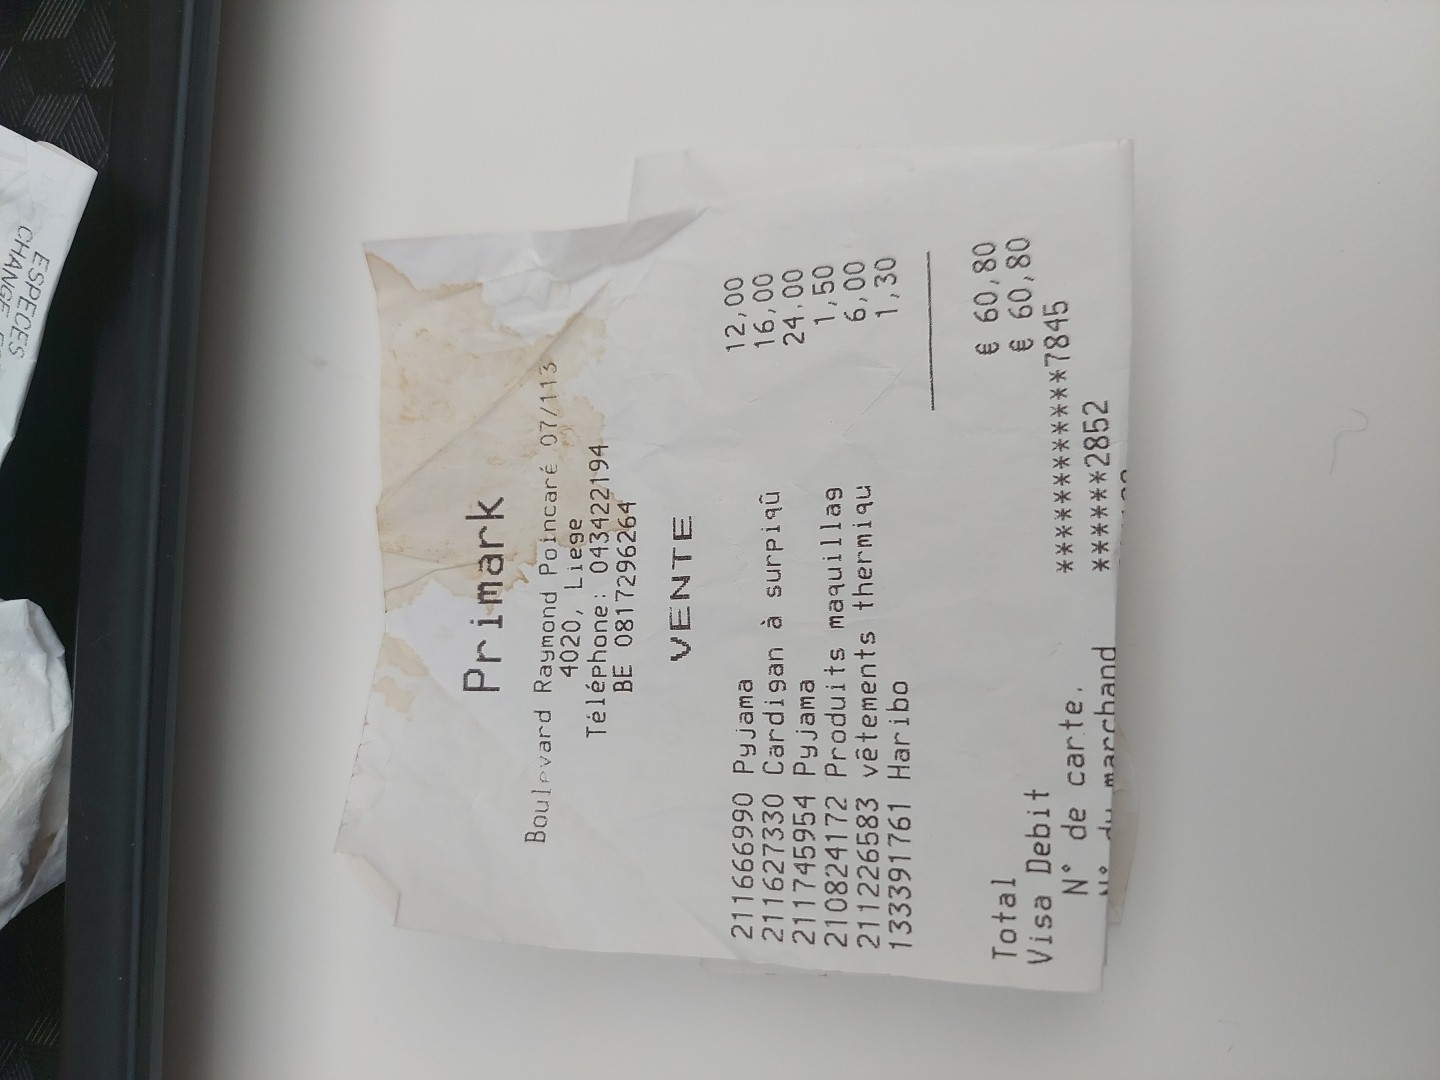 Primark
Boulevard Raymond Poincaré 07/113
4020, Liege
Téléphone: 043422194
BE 0817296264
VENTE
211666990 Pyjama 12,00
211627330 Cardigan à surpiqû 16,00
211745954 Pyjama 24,00
210824172 Produits maquillag 1,50
211226583 vêtements thermiqu 6,00
133391761 Haribo 1,30
Total € 60,80
Visa Debit € 60,80
N° de carte. ************7845
N° du marchand ******2852
ESPECES
CHANGE